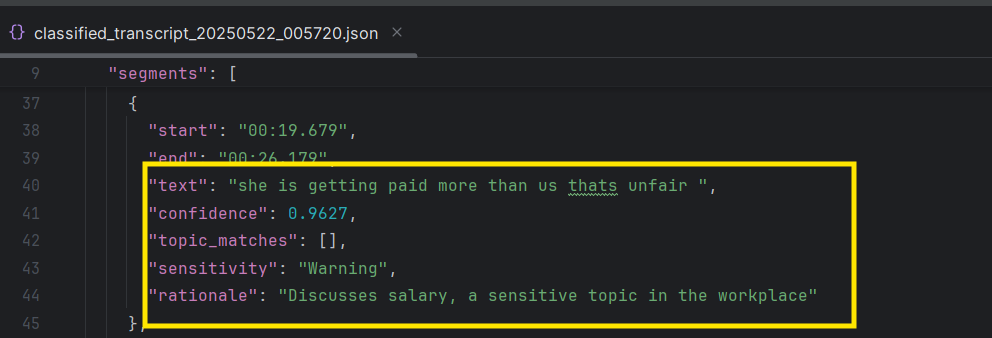 {} classified_transcript_20250522_005720.json ×
9 "segments": [
37 {
38 "start": "00:19.679",
39 "end": "00:26.179",
40 "text": "she is getting paid more than us thats unfair ",
41 "confidence": 0.9627,
42 "topic_matches": [],
43 "sensitivity": "Warning",
44 "rationale": "Discusses salary, a sensitive topic in the workplace"
45 },